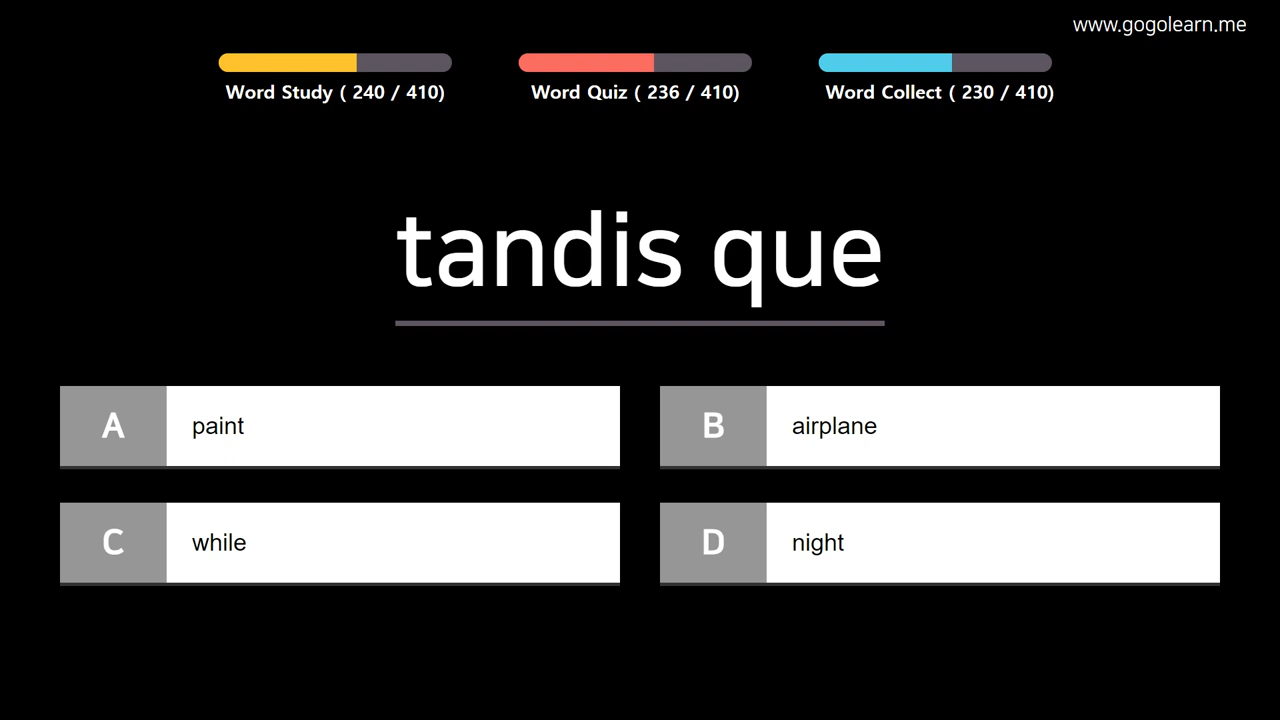 www.gogolearn.me
Word Study ( 240 / 410)
Word Quiz ( 236 / 410)
Word Collect ( 230 / 410)
tandis que
A paint
B airplane
C while
D night